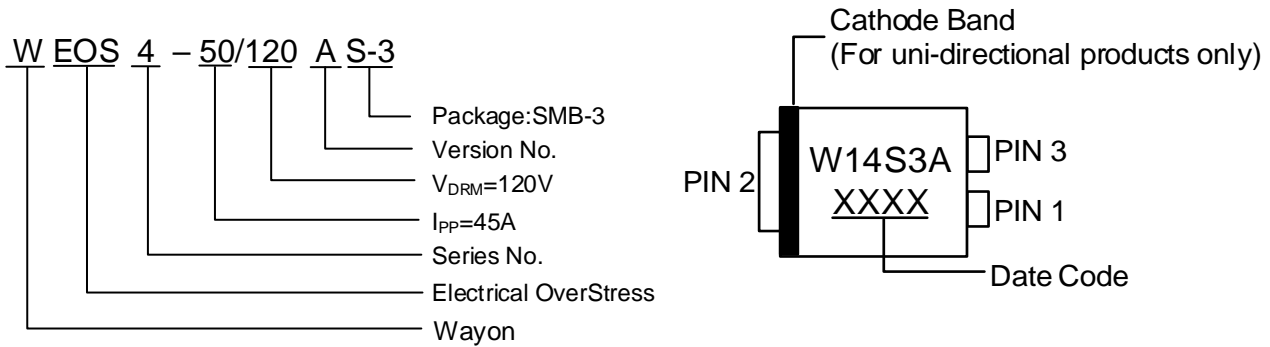 W EOS 4 – 50/120 A S-3
Package:SMB-3
Version No.
VDRM=120V
IPP=45A
Series No.
Electrical OverStress
Wayon
Cathode Band
(For uni-directional products only)
PIN 2
W14S3A
XXXX
PIN 3
PIN 1
Date Code